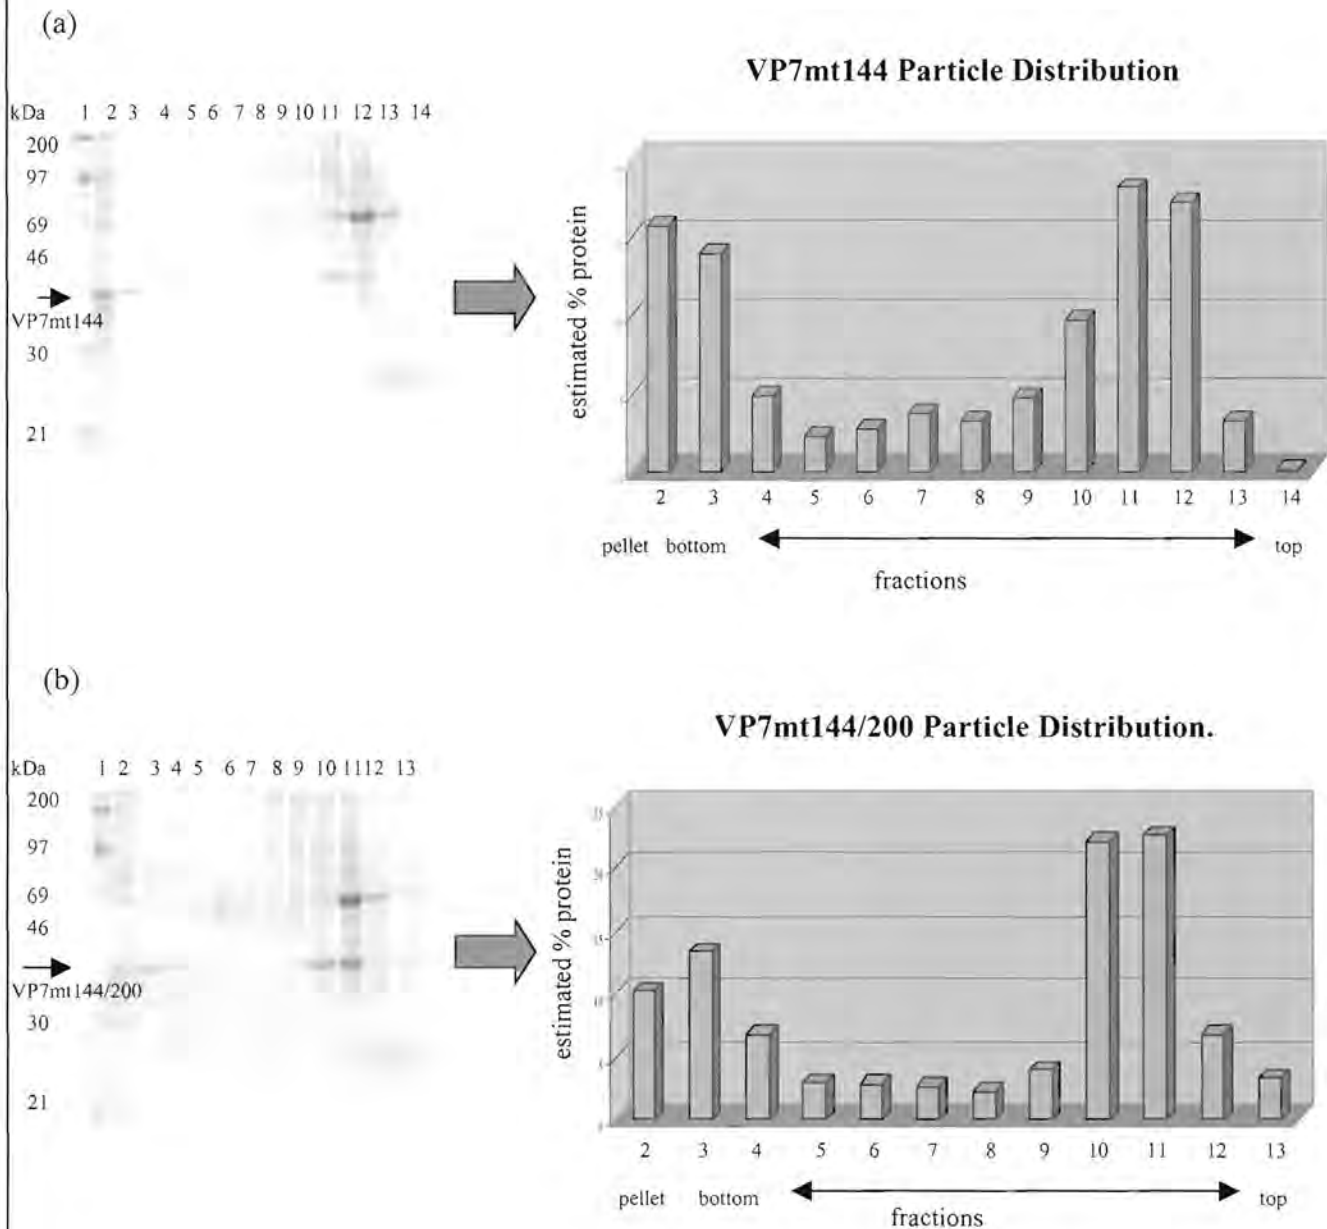 (a)
VP7mt144 Particle Distribution
kDa 1 2 3 4 5 6 7 8 9 10 11 12 13 14
200
97
69
46
VP7mt144
30
21
estimated % protein
2 3 4 5 6 7 8 9 10 11 12 13 14
pellet bottom top
fractions
(b)
VP7mt144/200 Particle Distribution.
kDa 1 2 3 4 5 6 7 8 9 10 11 12 13
200
97
69
46
VP7mt144/200
30
21
estimated % protein
2 3 4 5 6 7 8 9 10 11 12 13
pellet bottom top
fractions